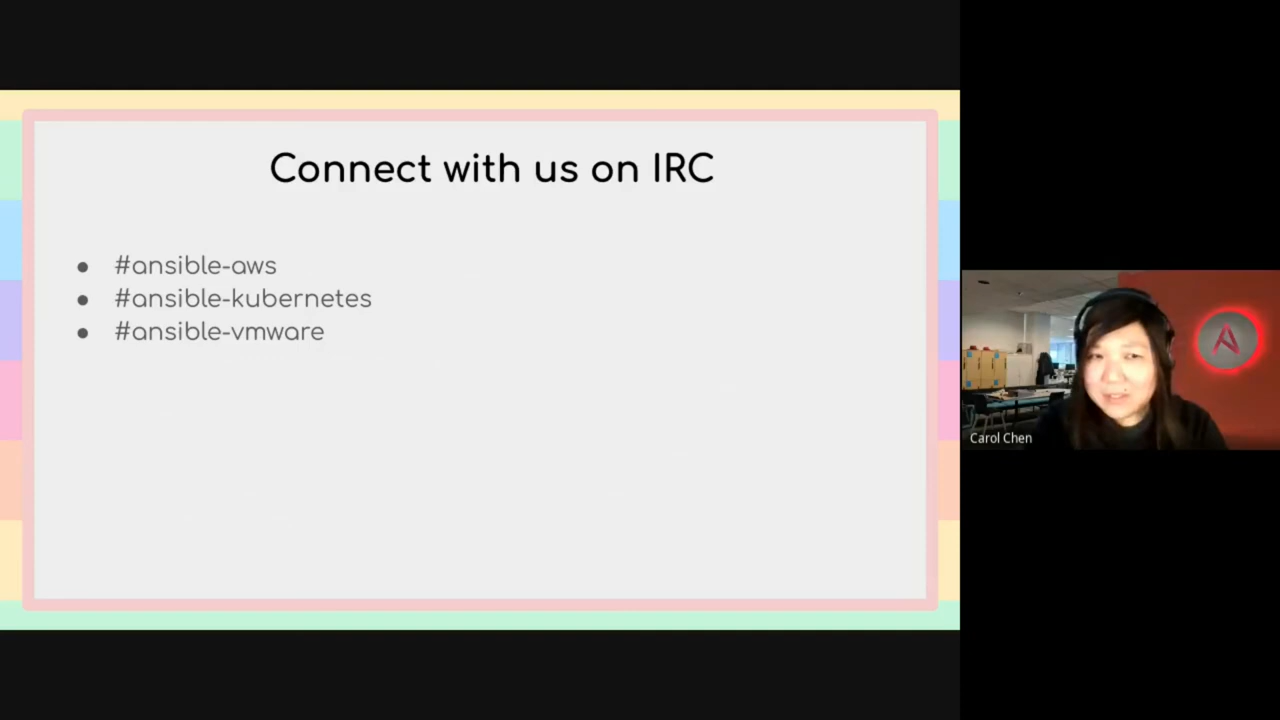 Connect with us on IRC
#ansible-aws
#ansible-kubernetes
#ansible-vmware
Carol Chen